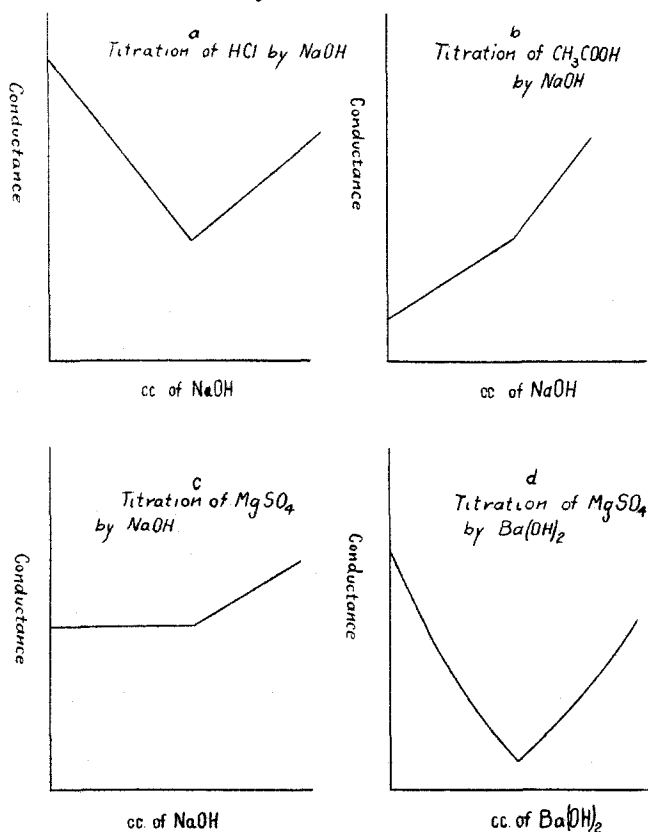 a
Titration of HCl by NaOH
Conductance
cc of NaOH
b
Titration of CH₃COOH
by NaOH
Conductance
cc of NaOH
c
Titration of MgSO₄
by NaOH
Conductance
cc. of NaOH
d
Titration of MgSO₄
by Ba(OH)₂
Conductance
cc. of Ba(OH)₂